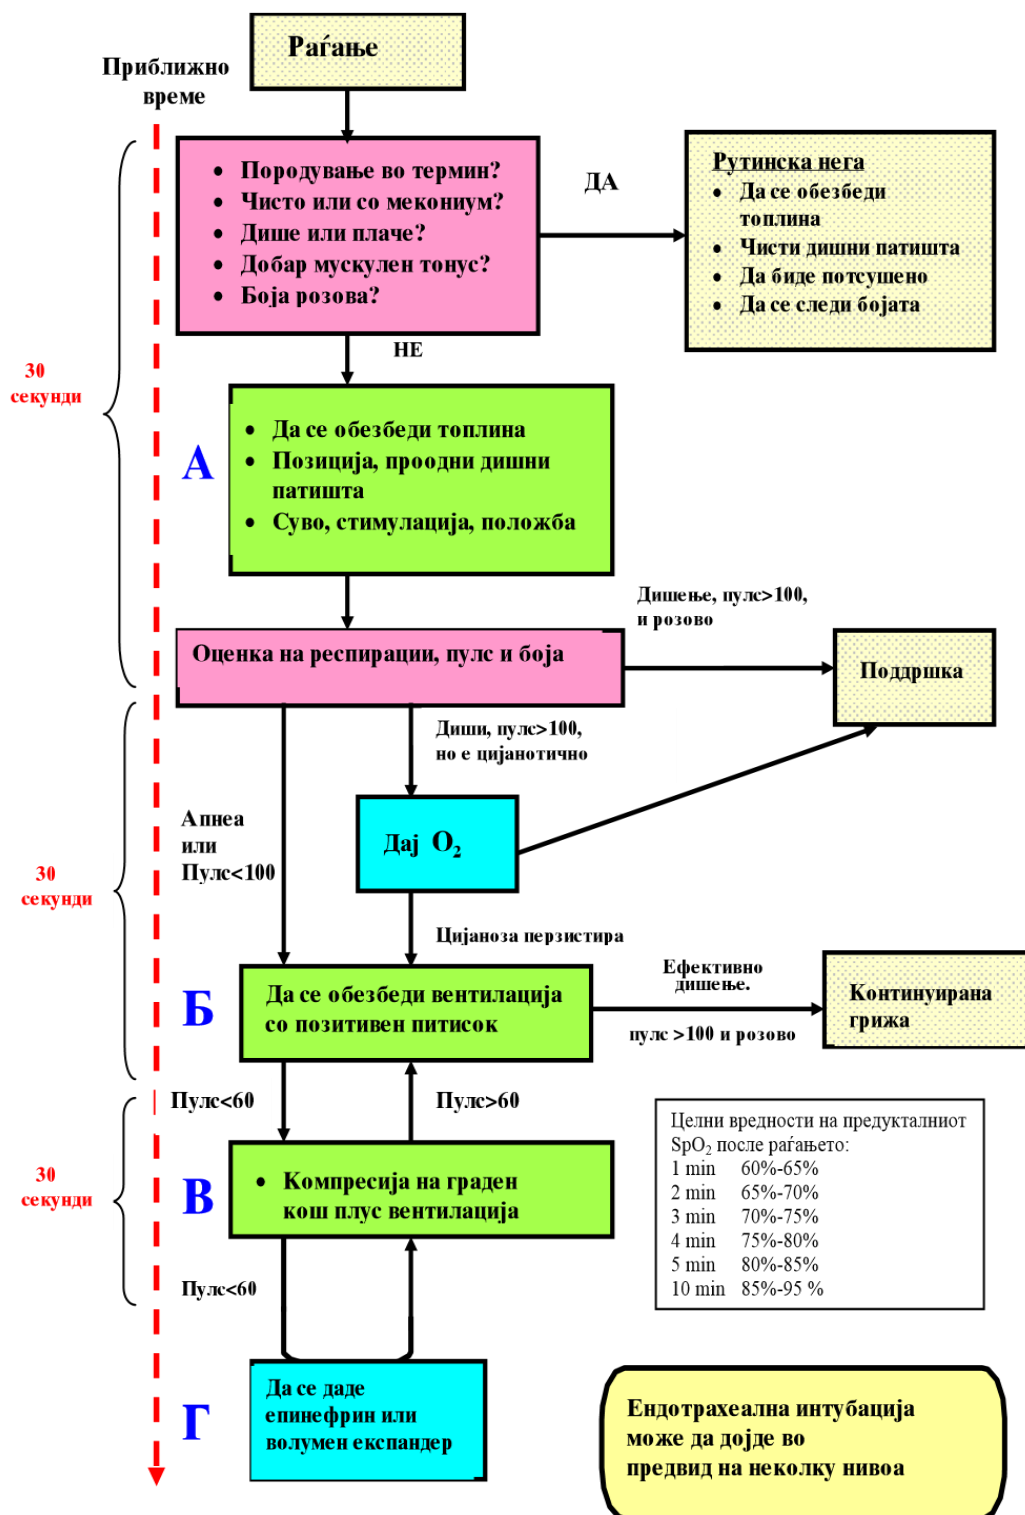 Раѓање
Приближно
време
• Породување во термин?
• Чисто или со мекониум?
• Дише или плаче?
• Добар мускулен тонус?
• Боја розова?
ДА
Рутинска нега
• Да се обезбеди
топлина
• Чисти дишни патишта
• Да биде потсушено
• Да се следи бојата
НЕ
30
секунди
А
• Да се обезбеди топлина
• Позиција, проодни дишни
патишта
• Суво, стимулација, положба
Дишење, пулс>100,
и розово
Оценка на респирации, пулс и боја
Поддршка
Диши, пулс>100,
но е цијанотично
Апнеа
или
Пулс<100
Дај O₂
30
секунди
Цијаноза перзистира
Б
Да се обезбеди вентилација
со позитивен питисок
Ефективно
дишење.
пулс >100 и розово
Континуирана
грижа
Пулс<60
Пулс>60
30
секунди
В
• Компресија на граден
кош плус вентилација
Целни вредности на предукталниот
SpO₂ после раѓањето:
1 min 60%-65%
2 min 65%-70%
3 min 70%-75%
4 min 75%-80%
5 min 80%-85%
10 min 85%-95 %
Пулс<60
Г
Да се даде
епинефрин или
волумен експандер
Ендотрахеална интубација
може да дојде во
предвид на неколку нивоа